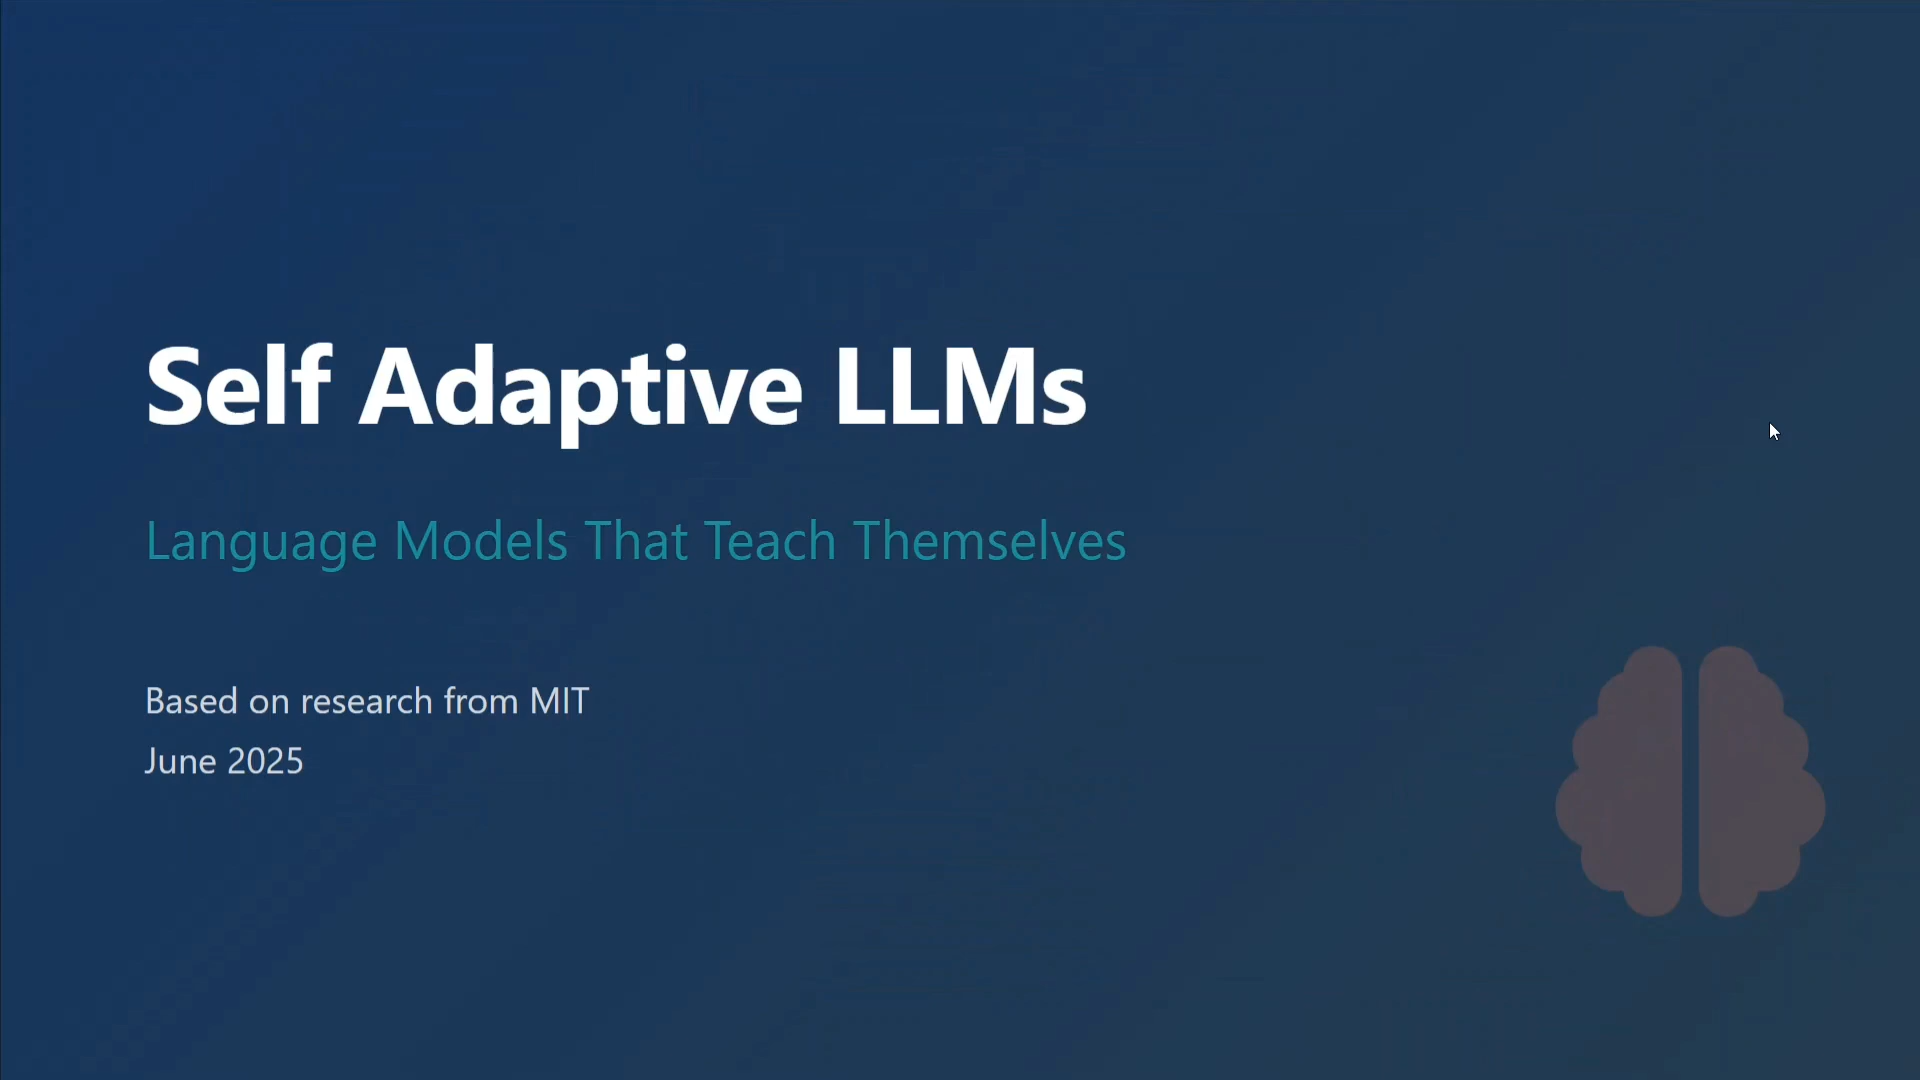 Self Adaptive LLMs
Language Models That Teach Themselves
Based on research from MIT
June 2025